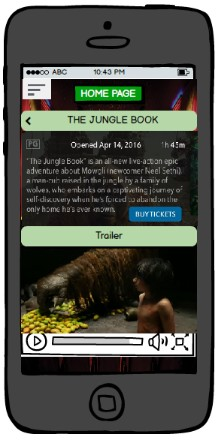 ABC 10:43 PM
HOME PAGE
THE JUNGLE BOOK
PG Opened Apr 14, 2016 1h 45m
"The Jungle Book" is an all-new live-action epic
adventure about Mowgli (newcomer Neel Sethi),
a man-cub raised in the jungle by a family of
wolves, who embarks on a captivating journey of
self-discovery when he's forced to abandon the
only home he's ever known.
BUY TICKETS
Trailer